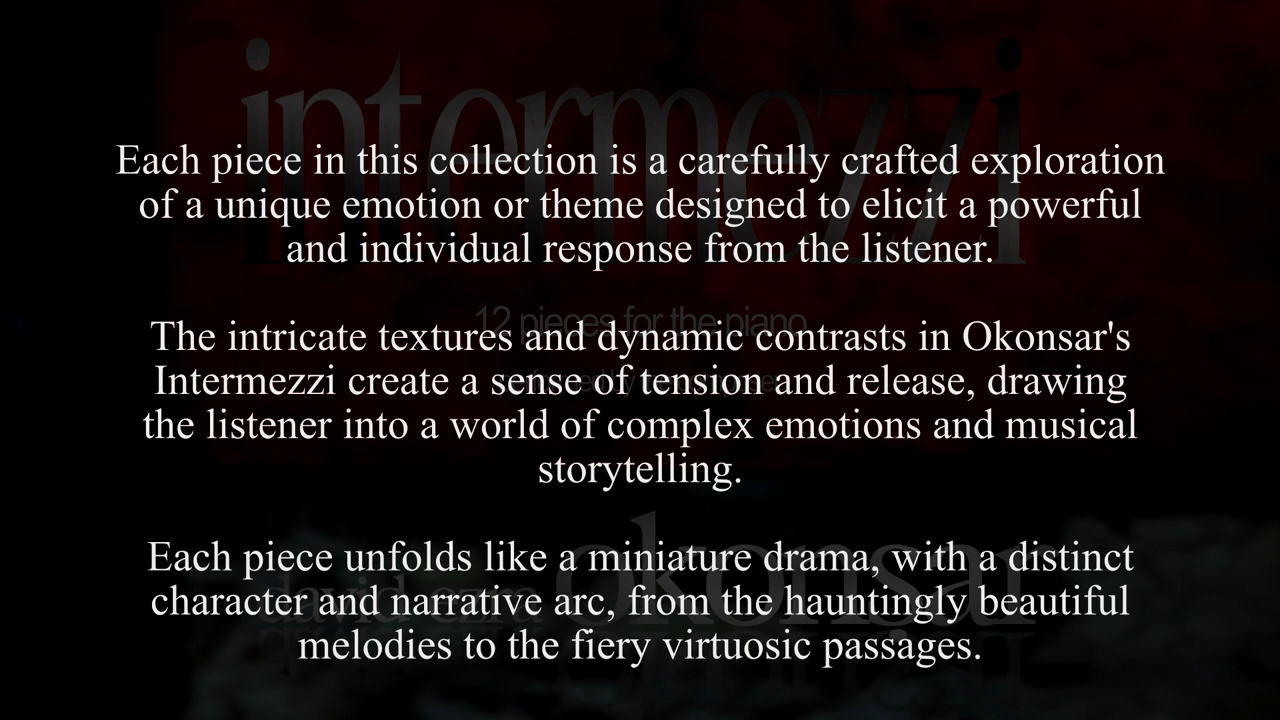 intermezzi
Each piece in this collection is a carefully crafted exploration
of a unique emotion or theme designed to elicit a powerful
and individual response from the listener.
12 pieces for the piano
The intricate textures and dynamic contrasts in Okonsar's
Intermezzi create a sense of tension and release, drawing
the listener into a world of complex emotions and musical
storytelling.
Each piece unfolds like a miniature drama, with a distinct
character and narrative arc, from the hauntingly beautiful
melodies to the fiery virtuosic passages.
david ezra okonsar